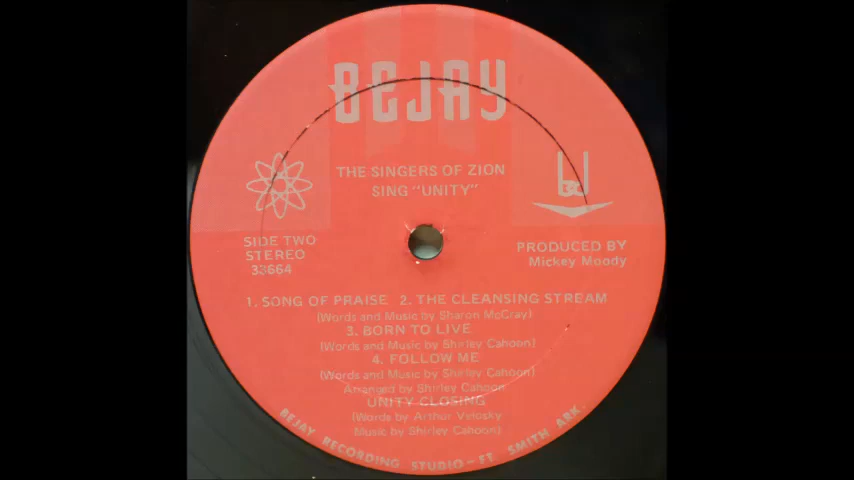 BEJAY
THE SINGERS OF ZION
SING "UNITY"
SIDE TWO
STEREO
33664
PRODUCED BY
Mickey Moody
1. SONG OF PRAISE 2. THE CLEANSING STREAM
(Words and Music by Sharon McGray)
3. BORN TO LIVE
(Words and Music by Shirley Cahoon)
4. FOLLOW ME
(Words and Music by Shirley Cahoon)
Arranged by Shirley Cahoon
UNITY CLOSING
(Words by Arthur Velosky
Music by Shirley Cahoon)
BEJAY RECORDING STUDIO-FT. SMITH ARK.